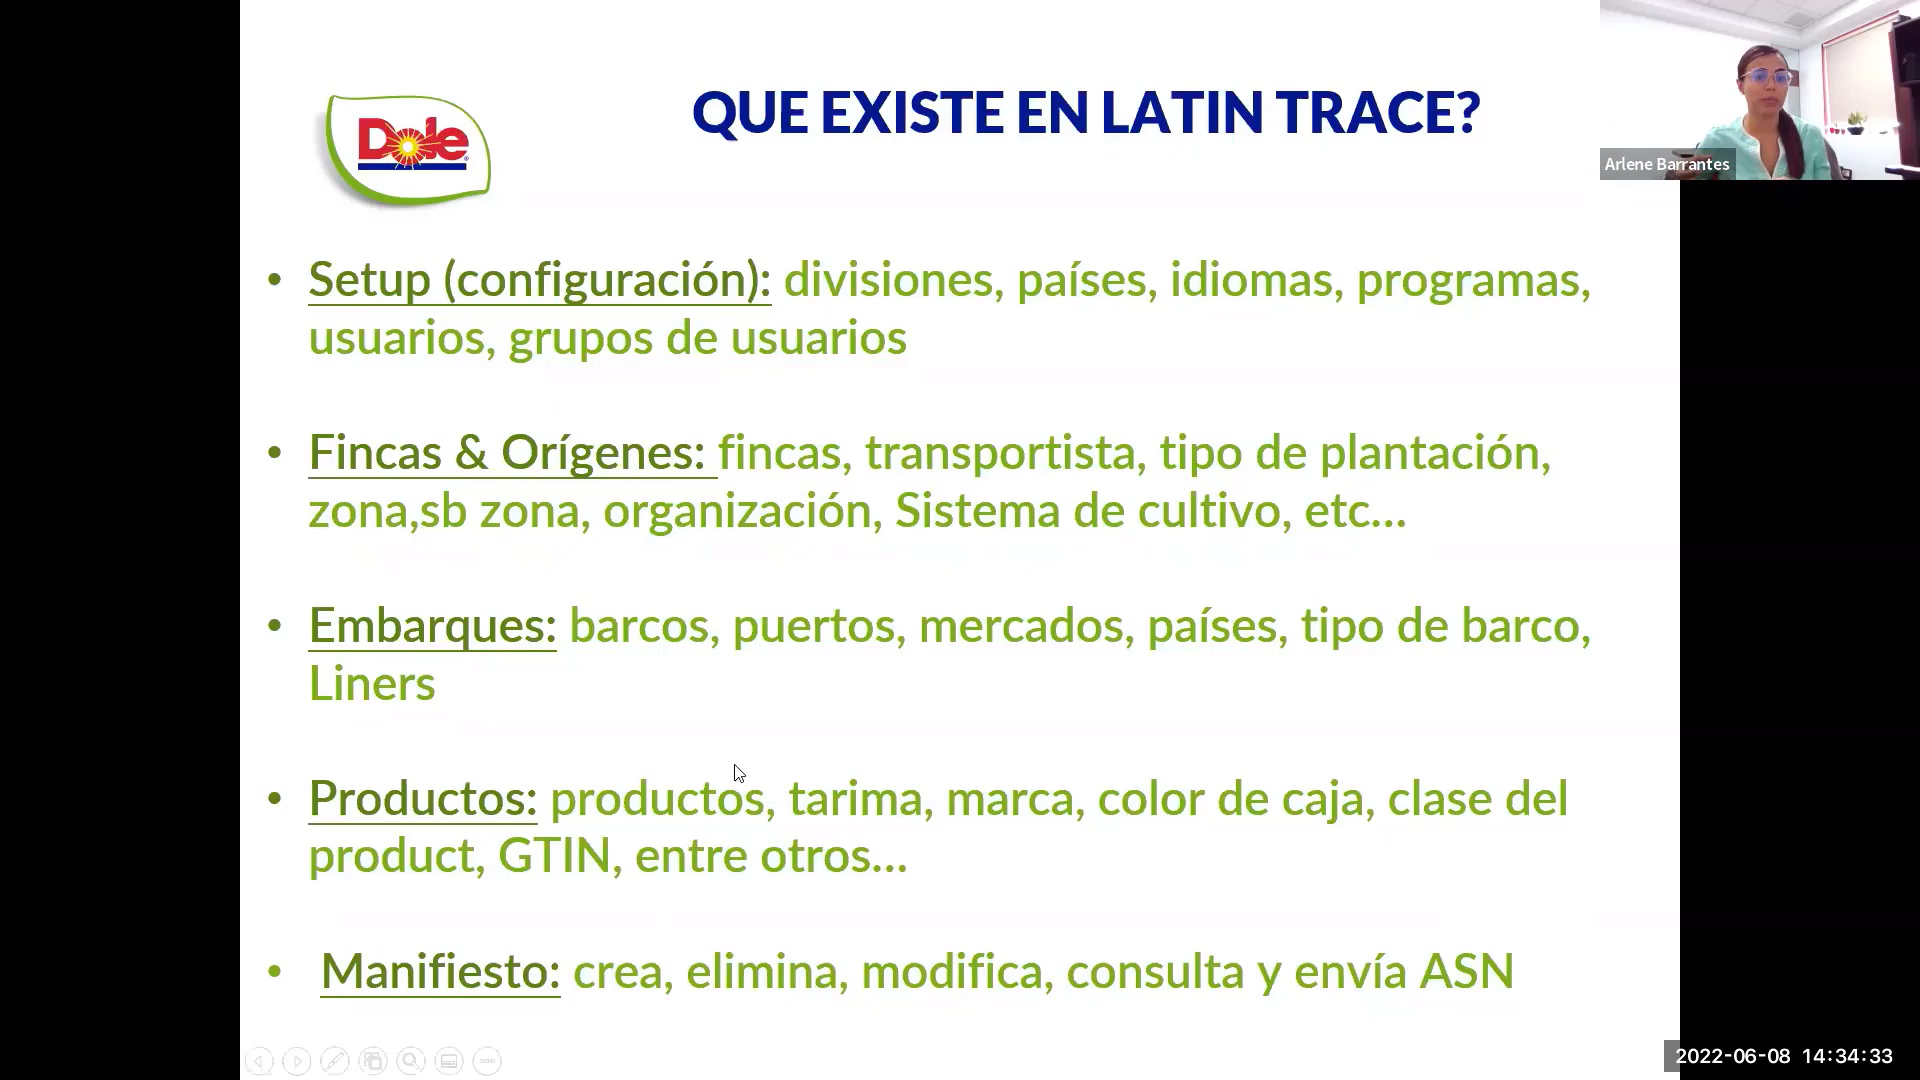 Dole
QUE EXISTE EN LATIN TRACE?
Arlene Barrantes
• Setup (configuración): divisiones, países, idiomas, programas,
usuarios, grupos de usuarios
• Fincas & Orígenes: fincas, transportista, tipo de plantación,
zona,sb zona, organización, Sistema de cultivo, etc...
• Embarques: barcos, puertos, mercados, países, tipo de barco,
Liners
• Productos: productos, tarima, marca, color de caja, clase del
product, GTIN, entre otros...
• Manifiesto: crea, elimina, modifica, consulta y envía ASN
2022-06-08 14:34:33